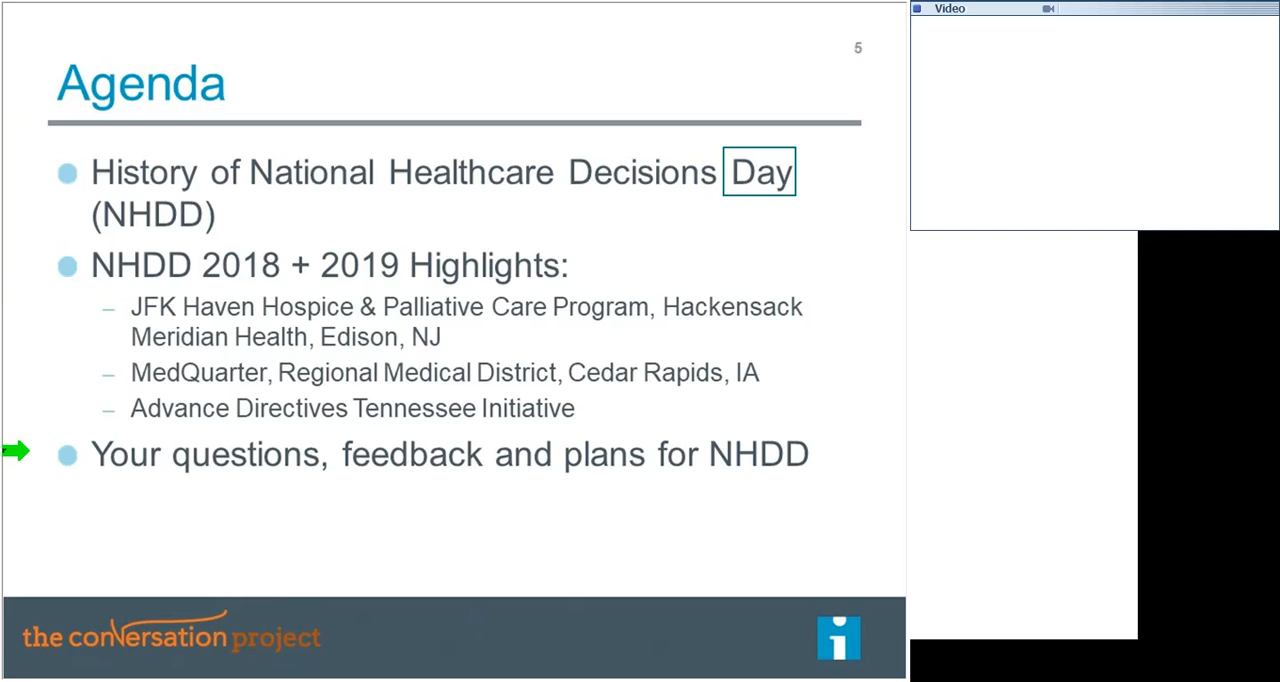 Video
5
Agenda
History of National Healthcare Decisions Day
(NHDD)
NHDD 2018 + 2019 Highlights:
– JFK Haven Hospice & Palliative Care Program, Hackensack
Meridian Health, Edison, NJ
– MedQuarter, Regional Medical District, Cedar Rapids, IA
– Advance Directives Tennessee Initiative
Your questions, feedback and plans for NHDD
the conversation project
i